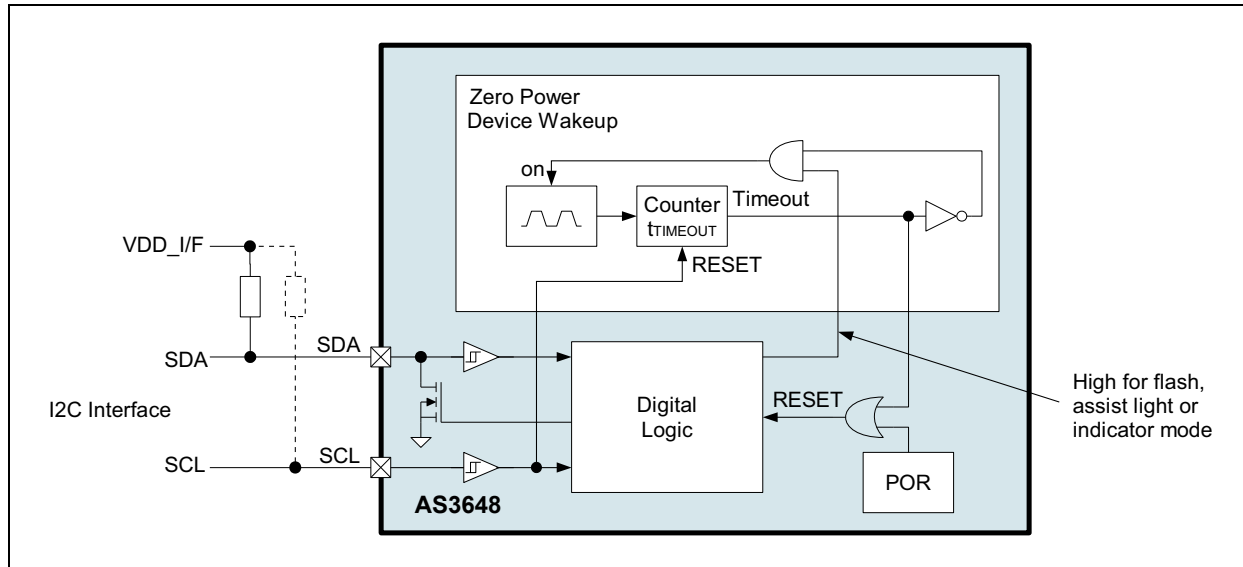 Zero Power
Device Wakeup
on
Counter
tTIMEOUT
Timeout
RESET
VDD_I/F
SDA
SDA
I2C Interface
SCL
SCL
Digital
Logic
RESET
POR
High for flash,
assist light or
indicator mode
AS3648